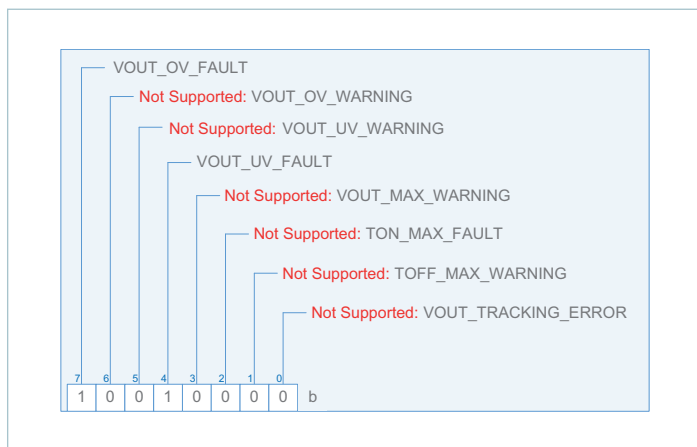 VOUT_OV_FAULT
Not Supported: VOUT_OV_WARNING
Not Supported: VOUT_UV_WARNING
VOUT_UV_FAULT
Not Supported: VOUT_MAX_WARNING
Not Supported: TON_MAX_FAULT
Not Supported: TOFF_MAX_WARNING
Not Supported: VOUT_TRACKING_ERROR
7 6 5 4 3 2 1 0
1 0 0 1 0 0 0 0 b